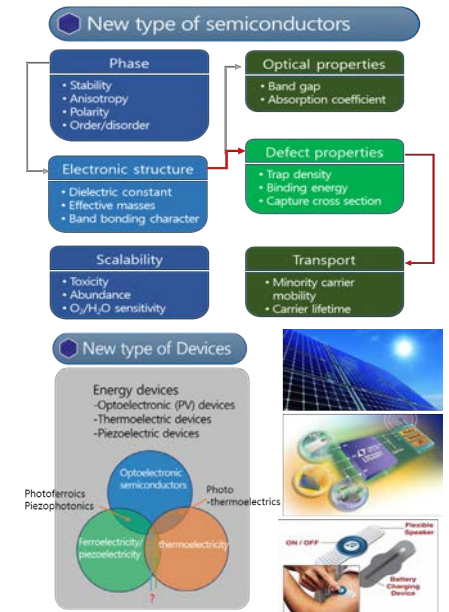 New type of semiconductors
Phase
• Stability
• Anisotropy
• Polarity
• Order/disorder
Optical properties
• Band gap
• Absorption coefficient
Electronic structure
• Dielectric constant
• Effective masses
• Band bonding character
Defect properties
• Trap density
• Binding energy
• Capture cross section
Scalability
• Toxicity
• Abundance
• O₂/H₂O sensitivity
Transport
• Minority carrier
mobility
• Carrier lifetime
New type of Devices
Energy devices
-Optoelectronic (PV) devices
-Thermoelectric devices
-Piezoelectric devices
Optoelectronic
semiconductors
Photoferroics
Piezophotonics
Photo
-thermoelectrics
Ferroelectricity/
piezoelectricity
thermoelectricity
?
Flexible
Speaker
ON / OFF
Battery
Charging
Device